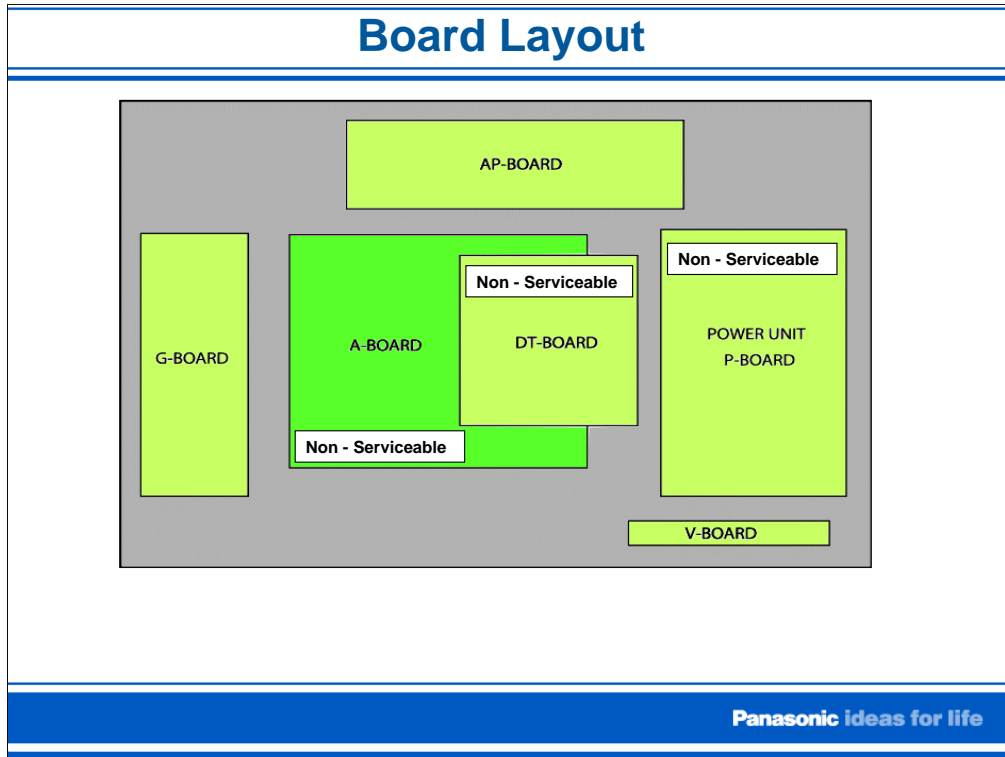 Board Layout
AP-BOARD
Non - Serviceable
Non - Serviceable
G-BOARD
A-BOARD
DT-BOARD
POWER UNIT
P-BOARD
Non - Serviceable
V-BOARD
Panasonic ideas for life